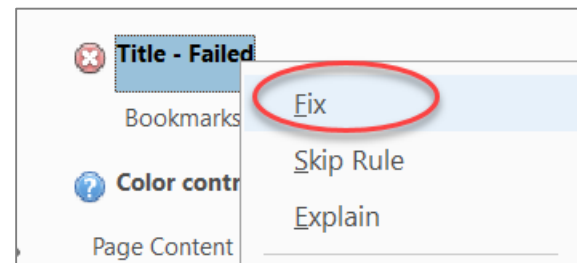 Title - Failed
Fix
Bookmarks
Skip Rule
Color contr
Explain
Page Content